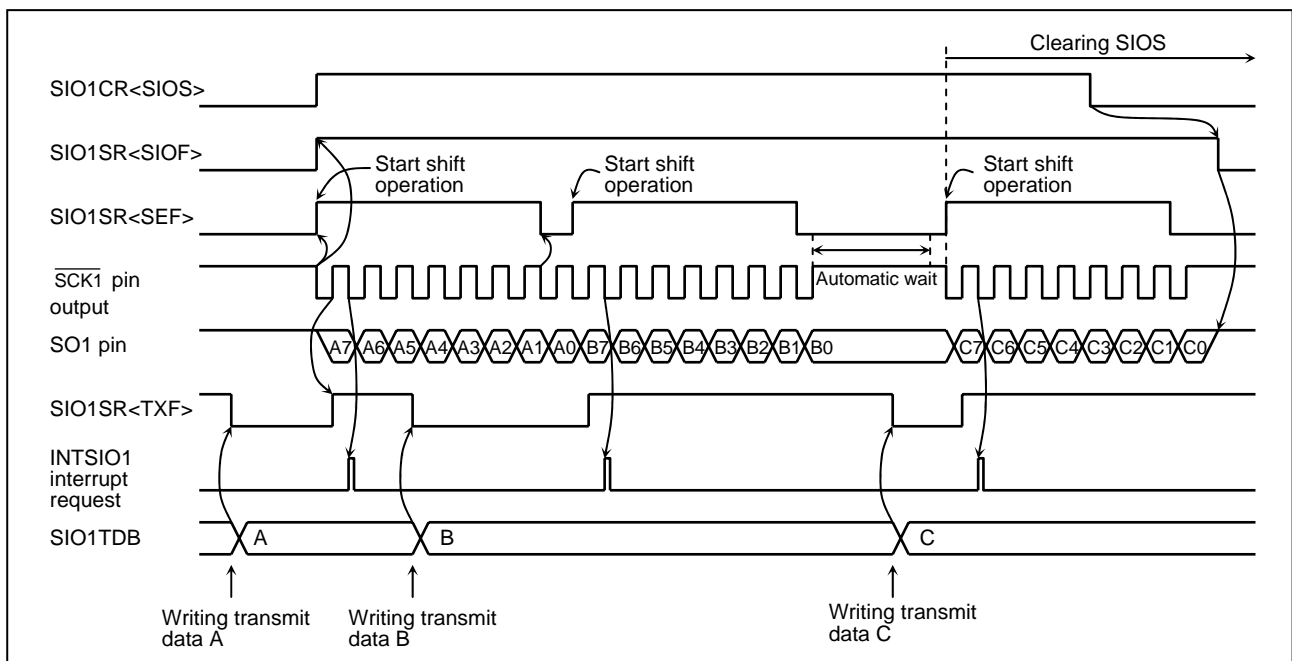 Clearing SIOS
SIO1CR<SIOS>
SIO1SR<SIOF>
Start shift
operation
Start shift
operation
Start shift
operation
SIO1SR<SEF>
SCK1 pin
output
Automatic wait
SO1 pin
A7 A6 A5 A4 A3 A2 A1 A0 B7 B6 B5 B4 B3 B2 B1 B0 C7 C6 C5 C4 C3 C2 C1 C0
SIO1SR<TXF>
INTSIO1
interrupt
request
SIO1TDB
A B C
Writing transmit
data A
Writing transmit
data B
Writing transmit
data C